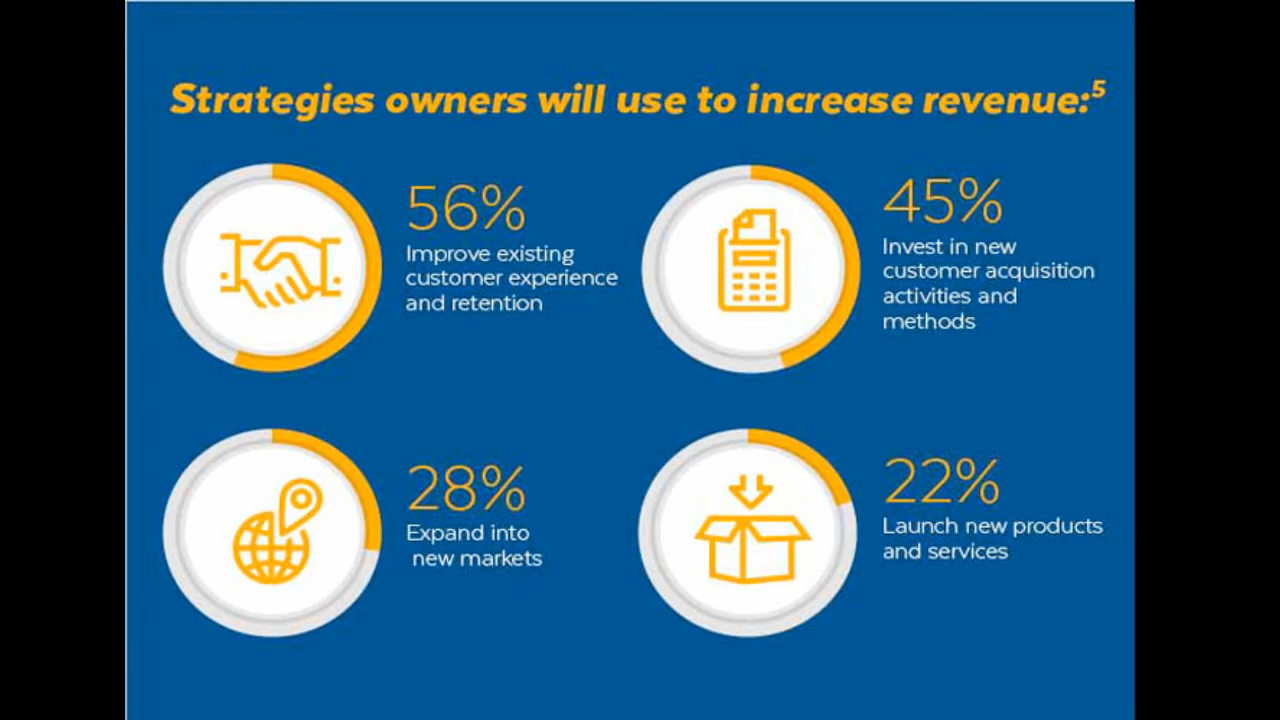 Strategies owners will use to increase revenue:5
56%
Improve existing
customer experience
and retention
45%
Invest in new
customer acquisition
activities and
methods
28%
Expand into
new markets
22%
Launch new products
and services